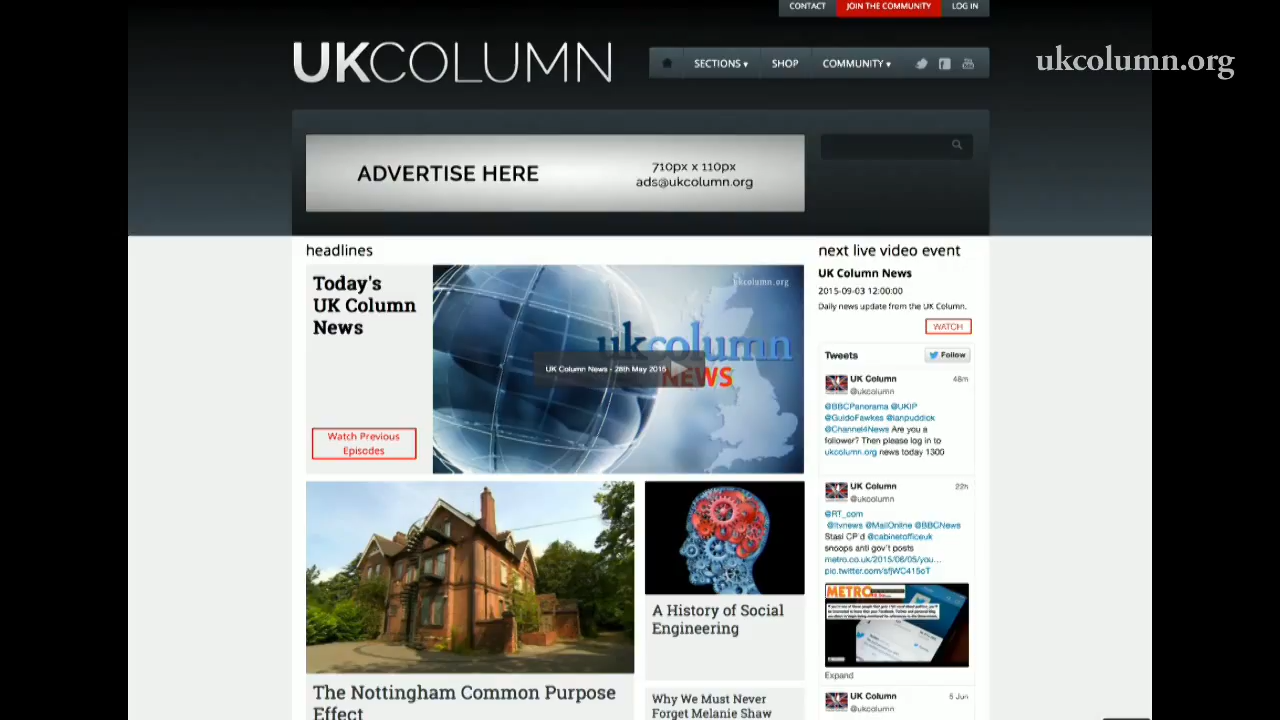 CONTACT
JOIN THE COMMUNITY
LOG IN
UKCOLUMN
SECTIONS ▾
SHOP
COMMUNITY ▾
ukcolumn.org
ADVERTISE HERE
710px x 110px
ads@ukcolumn.org
headlines
Today's
UK Column
News
Watch Previous
Episodes
ukcolumn.org
ukcolumn
NEWS
UK Column News - 28th May 2015
The Nottingham Common Purpose
Effect
A History of Social
Engineering
Why We Must Never
Forget Melanie Shaw
next live video event
UK Column News
2015-09-03 12:00:00
Daily news update from the UK Column.
WATCH
Tweets
Follow
UK Column
48m
@ukcolumn
@BBCPanorama @UKIP
@GuidoFawkes @ianpuddick
@Channel4News Are you a
follower? Then please log in to
ukcolumn.org news today 1300
UK Column
22h
@ukcolumn
@RT_com
@itvnews @MailOnline @BBCNews
Stasi CP'd @cabinetofficeuk
snoops anti gov't posts
metro.co.uk/2015/06/05/you…
pic.twitter.com/sfjWC415oT
METRO
Expand
UK Column
5 Jun
@ukcolumn